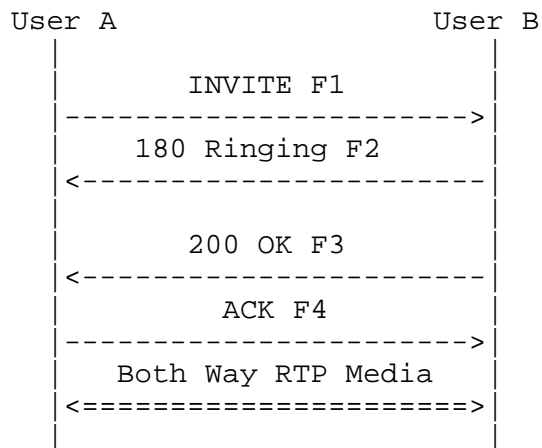 User A User B
INVITE F1
180 Ringing F2
200 OK F3
ACK F4
Both Way RTP Media